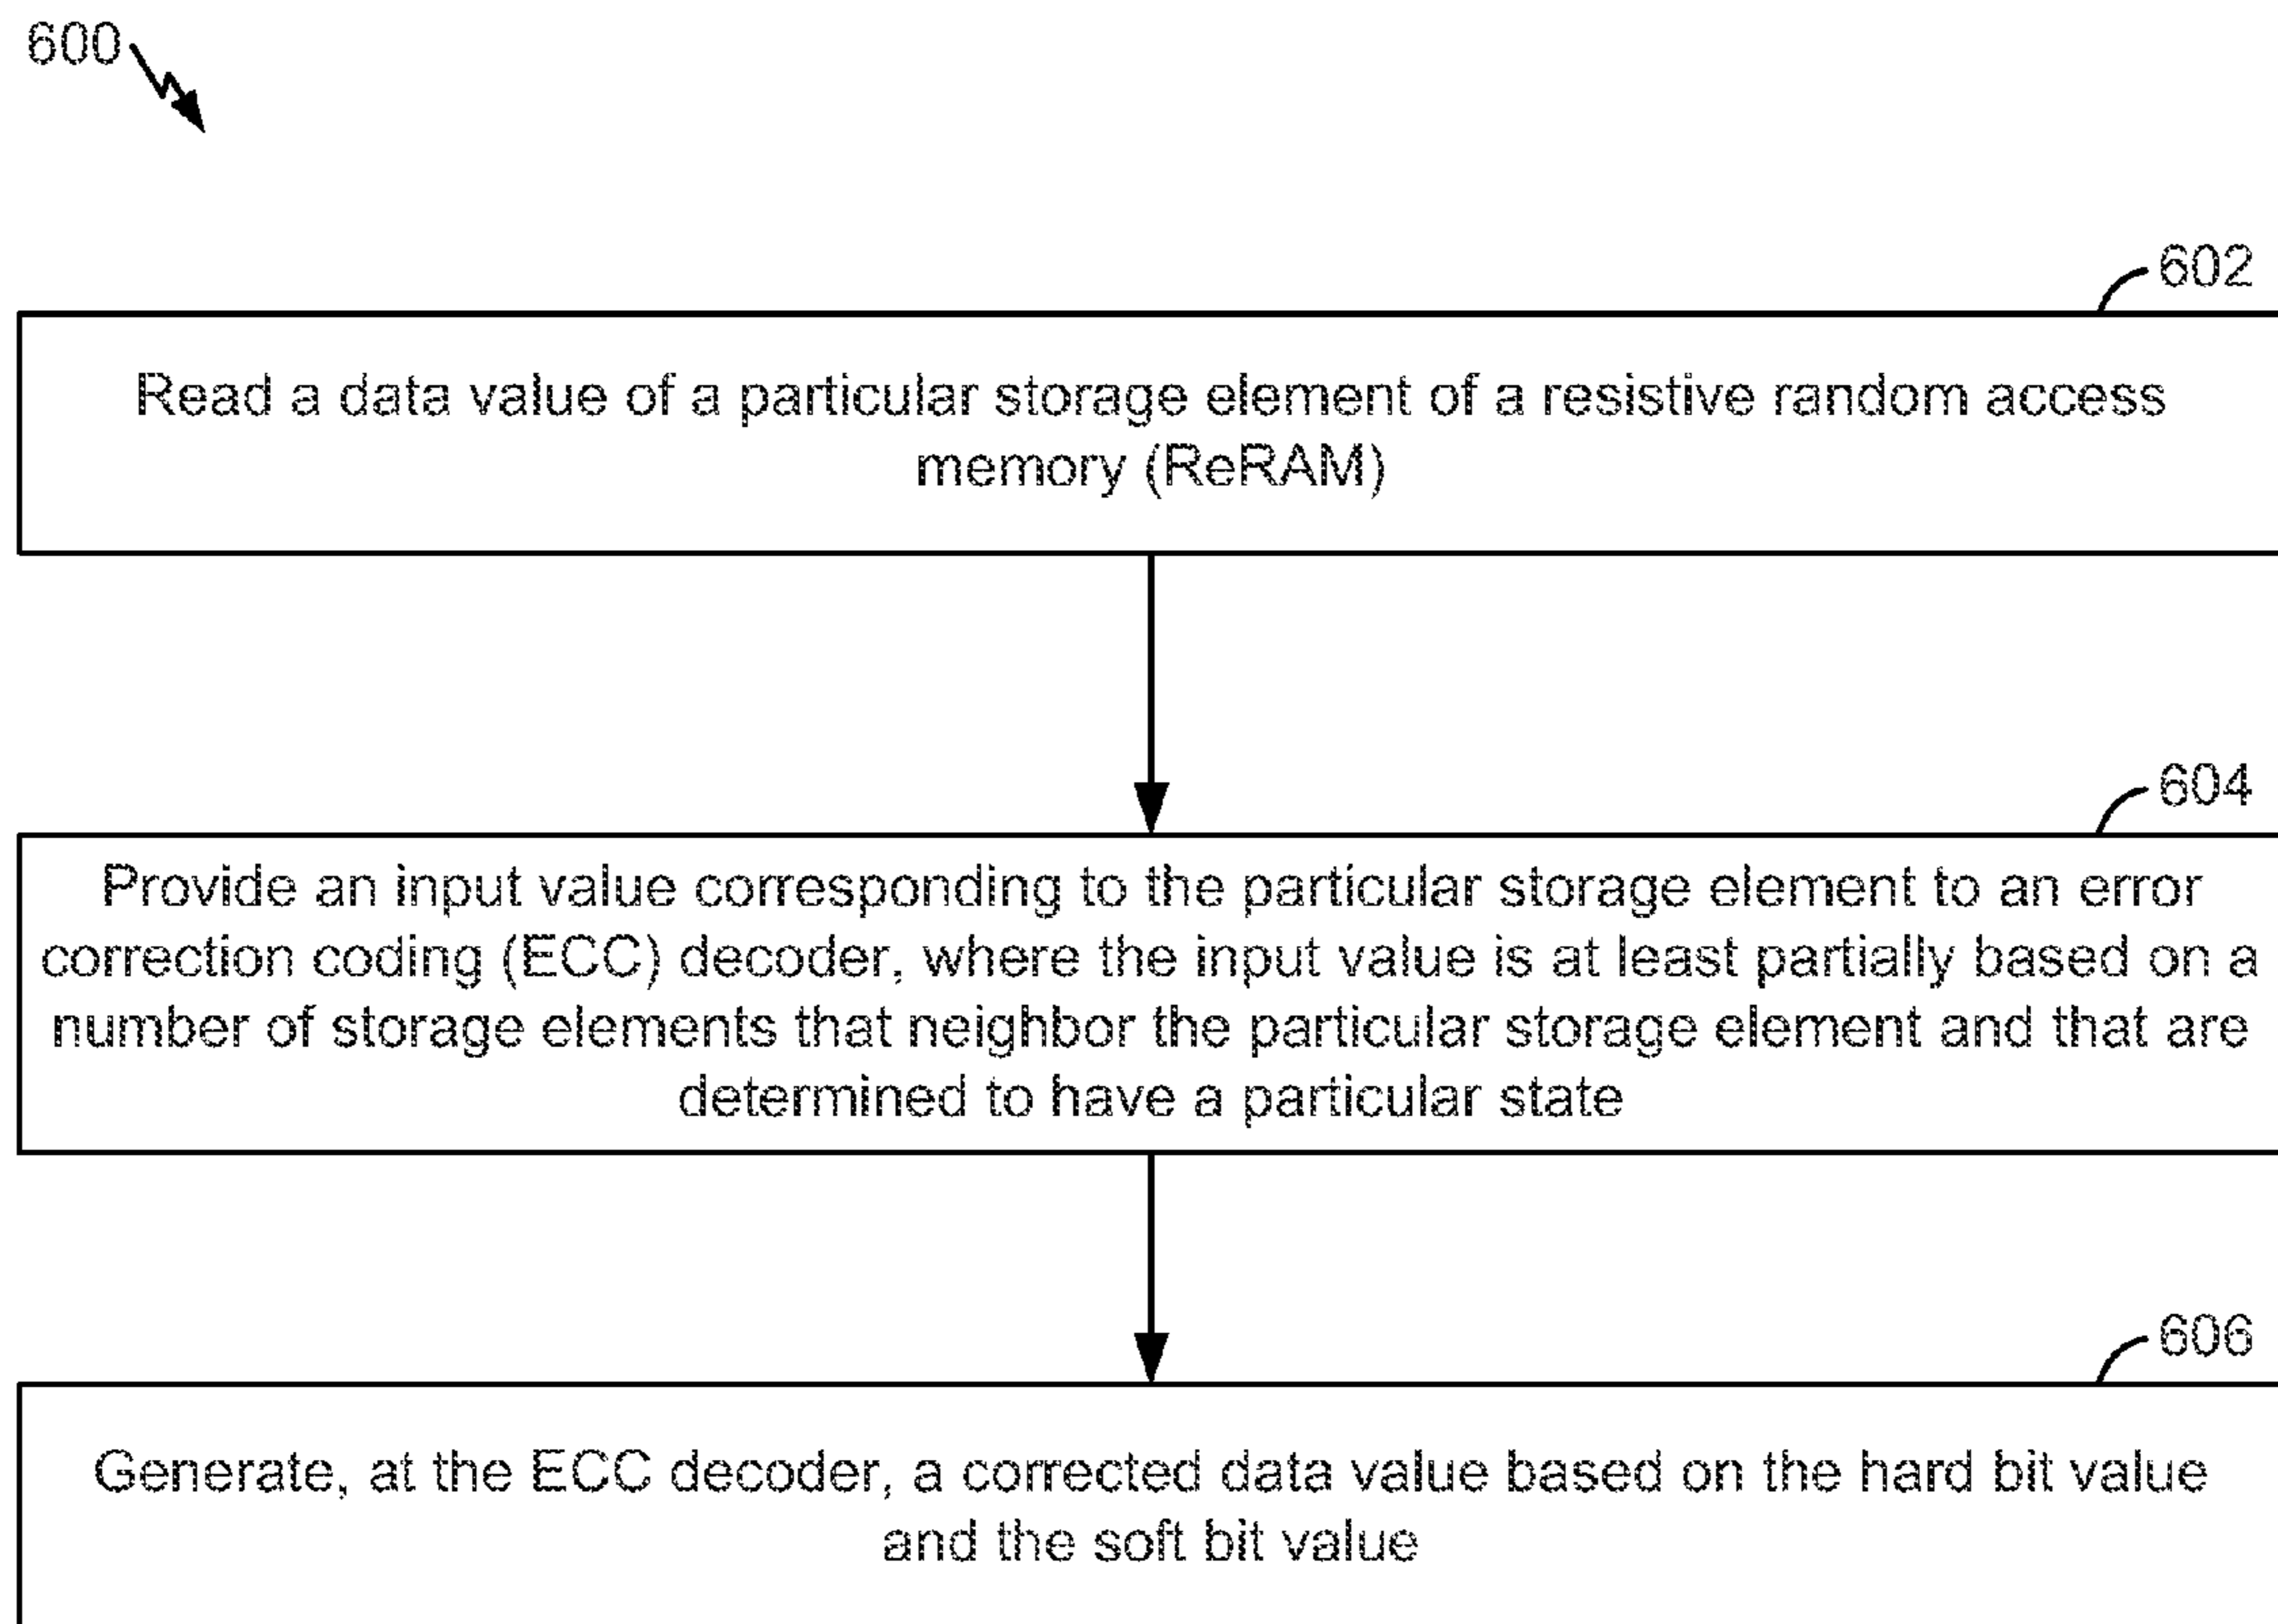 600
602
Read a data value of a particular storage element of a resistive random access
memory (ReRAM)
604
Provide an input value corresponding to the particular storage element to an error
correction coding (ECC) decoder, where the input value is at least partially based on a
number of storage elements that neighbor the particular storage element and that are
determined to have a particular state
606
Generate, at the ECC decoder, a corrected data value based on the hard bit value
and the soft bit value